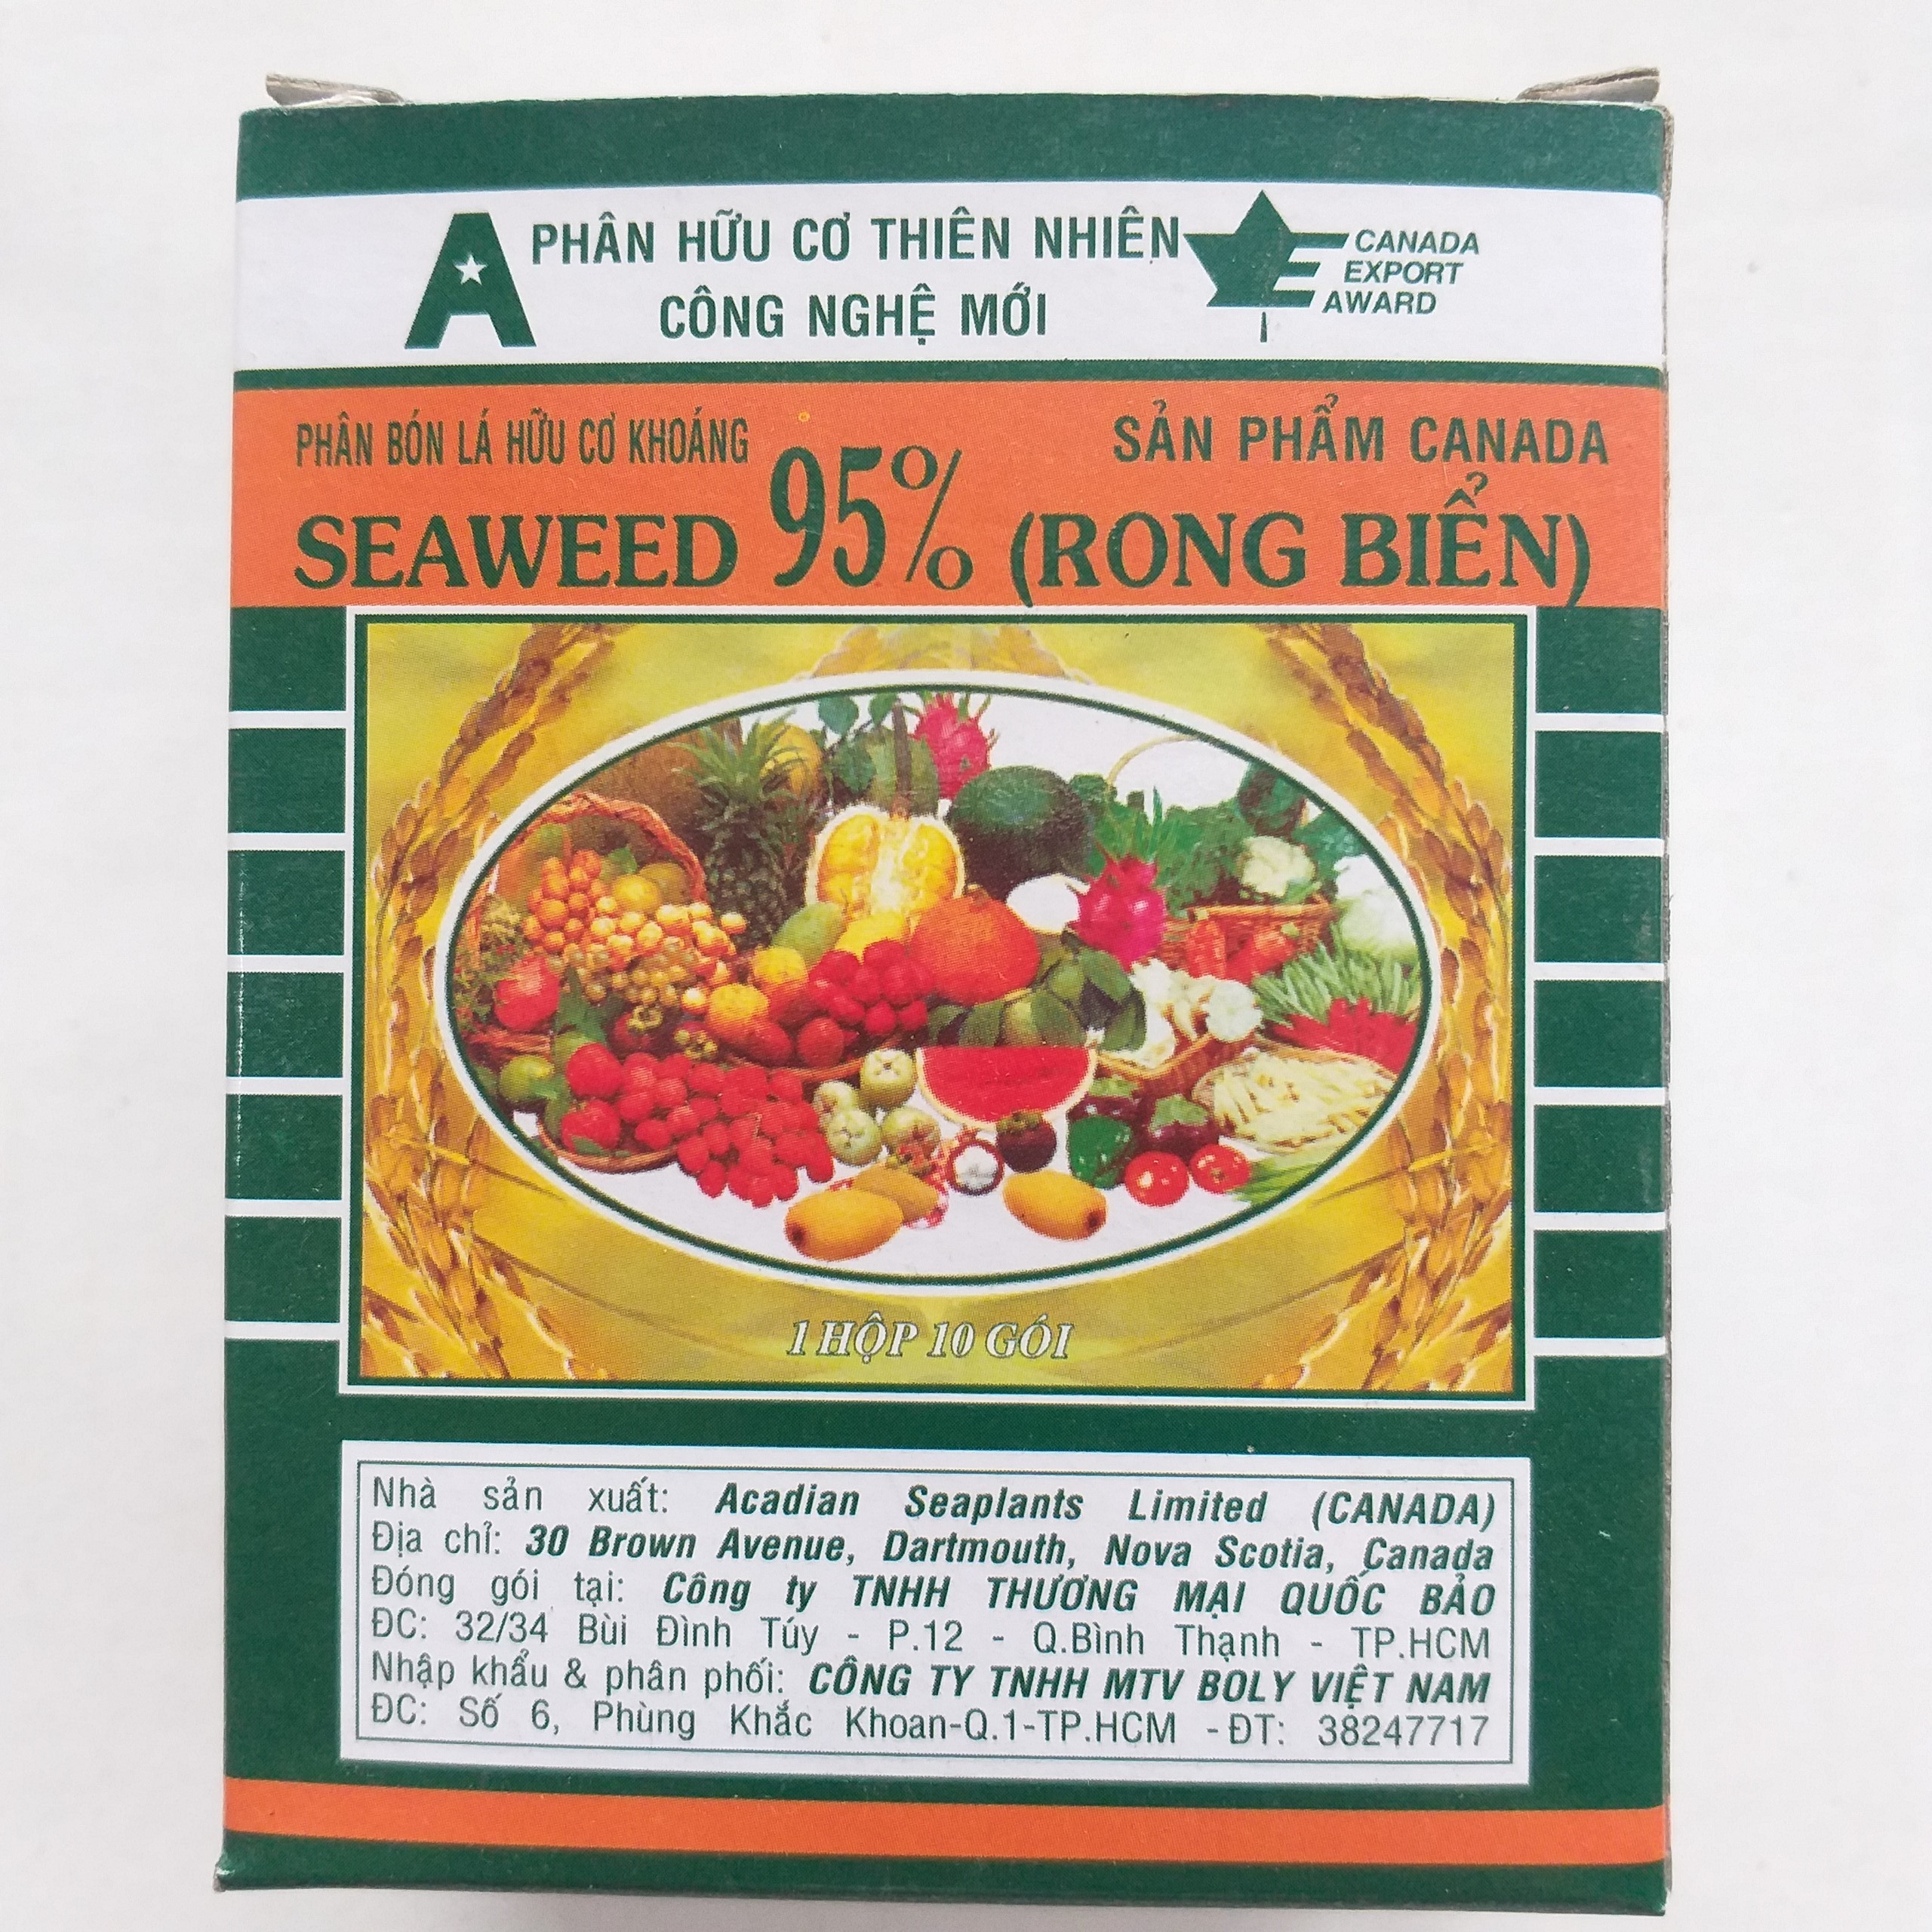 A PHÂN HỮU CƠ THIÊN NHIÊN
CÔNG NGHỆ MỚI
CANADA
EXPORT
AWARD
PHÂN BÓN LÁ HỮU CƠ KHOÁNG
SẢN PHẨM CANADA
SEAWEED 95% (RONG BIỂN)
1 HỘP 10 GÓI
Nhà sản xuất: Acadian Seaplants Limited (CANADA)
Địa chỉ: 30 Brown Avenue, Dartmouth, Nova Scotia, Canada
Đóng gói tại: Công ty TNHH THƯƠNG MẠI QUỐC BẢO
ĐC: 32/34 Bùi Đình Túy - P.12 - Q.Bình Thạnh - TP.HCM
Nhập khẩu & phân phối: CÔNG TY TNHH MTV BOLY VIỆT NAM
ĐC: Số 6, Phùng Khắc Khoan-Q.1-TP.HCM - ĐT: 38247717